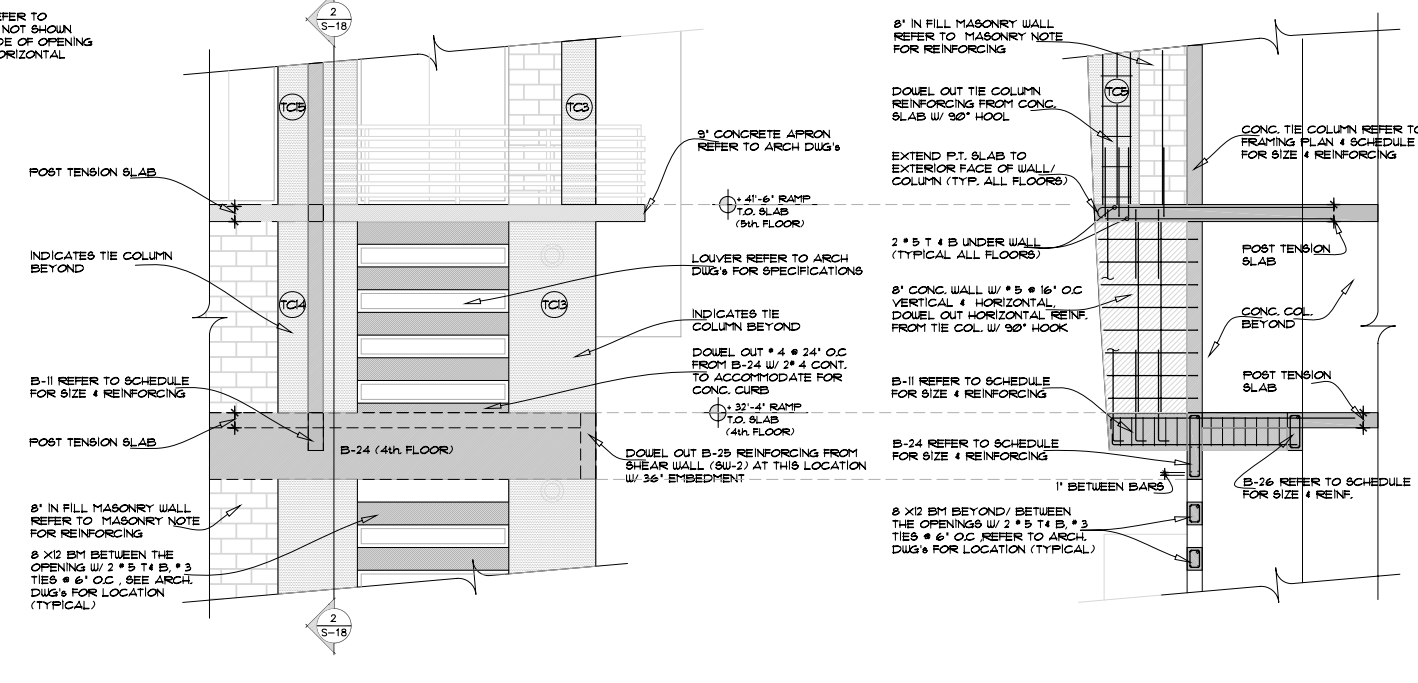 EFER TO
NOT SHOWN
DE OF OPENING
ORIZONTAL
2
S-18
TC15
TC3
POST TENSION SLAB
9" CONCRETE APRON
REFER TO ARCH DWG's
+ 41'-6" RAMP
T.O. SLAB
(5th. FLOOR)
INDICATES TIE COLUMN
BEYOND
LOUVER REFER TO ARCH
DWG's FOR SPECIFICATIONS
TC14
TC13
INDICATES TIE
COLUMN BEYOND
DOWEL OUT # 4 @ 24" O.C
FROM B-24 W/ 2# 4 CONT.
TO ACCOMMODATE FOR
CONC. CURB
B-11 REFER TO SCHEDULE
FOR SIZE & REINFORCING
+ 32'-4" RAMP
T.O. SLAB
(4th. FLOOR)
POST TENSION SLAB
B-24 (4th. FLOOR)
DOWEL OUT B-25 REINFORCING FROM
SHEAR WALL (SW-2) AT THIS LOCATION
W/ 36" EMBEDMENT
8" IN FILL MASONRY WALL
REFER TO MASONRY NOTE
FOR REINFORCING
8 X12 BM BETWEEN THE
OPENING W/ 2 # 5 T& B, # 3
TIES @ 6" O.C , SEE ARCH.
DWG's FOR LOCATION
(TYPICAL)
2
S-18
8" IN FILL MASONRY WALL
REFER TO MASONRY NOTE
FOR REINFORCING
DOWEL OUT TIE COLUMN
REINFORCING FROM CONC.
SLAB W/ 90° HOOL
TC5
CONC. TIE COLUMN REFER TO
FRAMING PLAN & SCHEDULE
FOR SIZE & REINFORCING
EXTEND P.T. SLAB TO
EXTERIOR FACE OF WALL/
COLUMN (TYP. ALL FLOORS)
2 # 5 T & B UNDER WALL
(TYPICAL ALL FLOORS)
POST TENSION
SLAB
8" CONC. WALL W/ # 5 @ 16" O.C
VERTICAL & HORIZONTAL,
DOWEL OUT HORIZONTAL REINF.
FROM TIE COL. W/ 90° HOOK
CONC. COL.
BEYOND
B-11 REFER TO SCHEDULE
FOR SIZE & REINFORCING
POST TENSION
SLAB
B-24 REFER TO SCHEDULE
FOR SIZE & REINFORCING
1" BETWEEN BARS
B-26 REFER TO SCHEDULE
FOR SIZE & REINF.
8 X12 BM BEYOND/ BETWEEN
THE OPENINGS W/ 2 # 5 T& B, # 3
TIES @ 6" O.C ,REFER TO ARCH.
DWG's FOR LOCATION (TYPICAL)